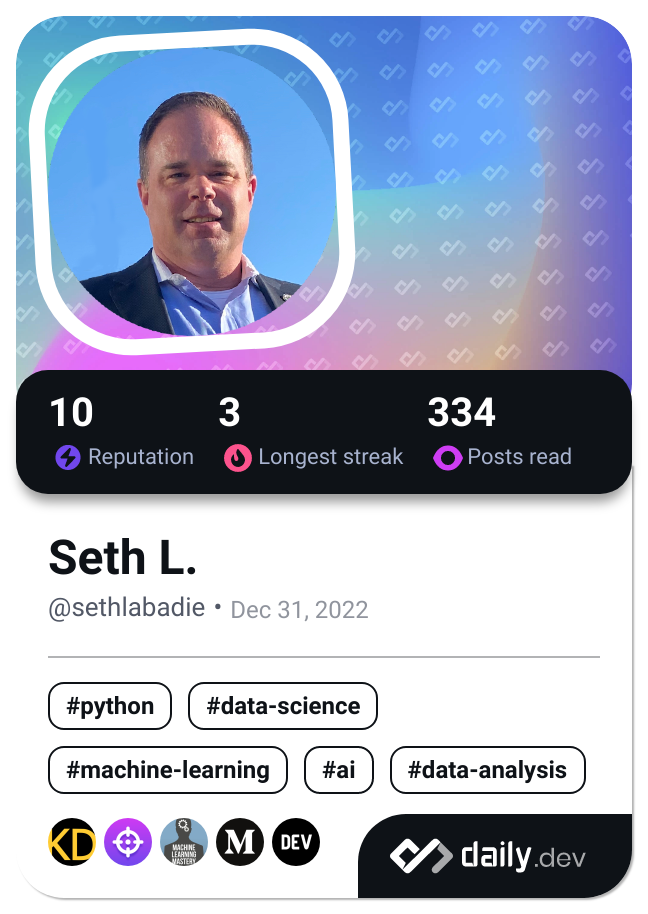 10 3 334
Reputation Longest streak Posts read
Seth L.
@sethlabadie • Dec 31, 2022
#python #data-science
#machine-learning #ai #data-analysis
KD MACHINE LEARNING MASTERY M DEV
daily.dev